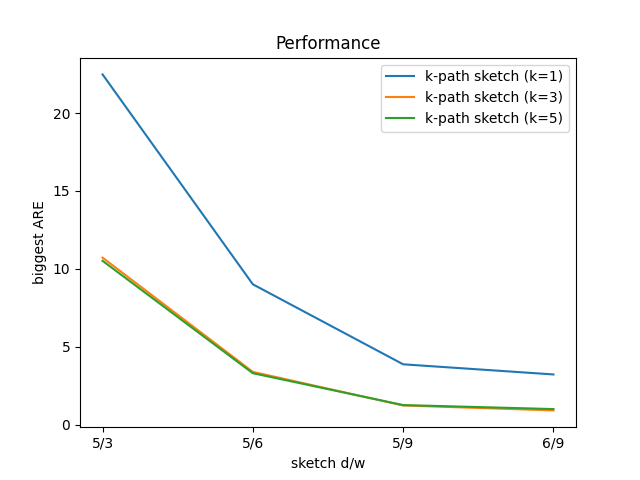 Performance
k-path sketch (k=1)
k-path sketch (k=3)
k-path sketch (k=5)
biggest ARE
20
15
10
5
0
5/3 5/6 5/9 6/9
sketch d/w